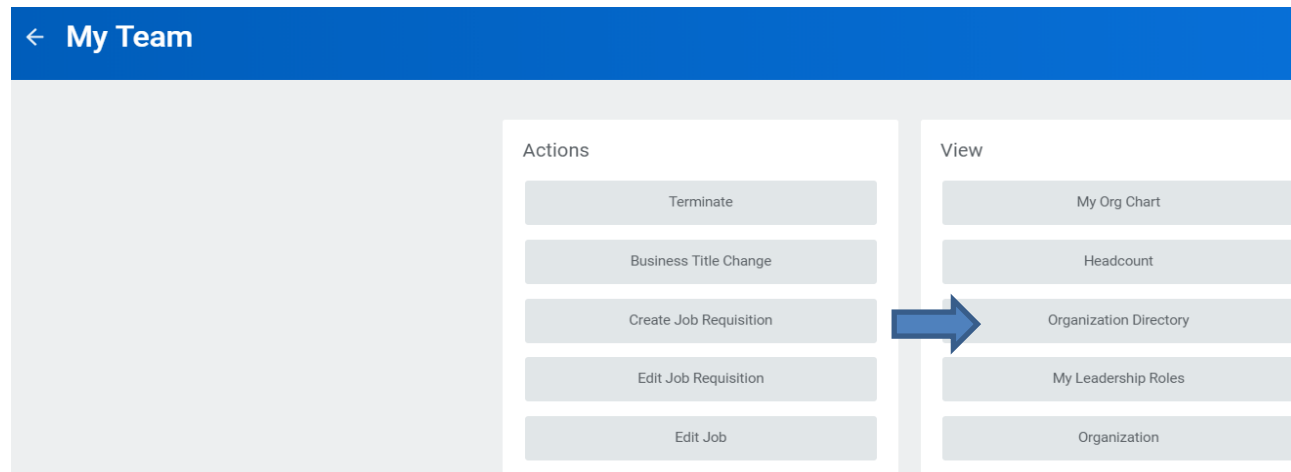 My Team
Actions
Terminate
Business Title Change
Create Job Requisition
Edit Job Requisition
Edit Job
View
My Org Chart
Headcount
Organization Directory
My Leadership Roles
Organization